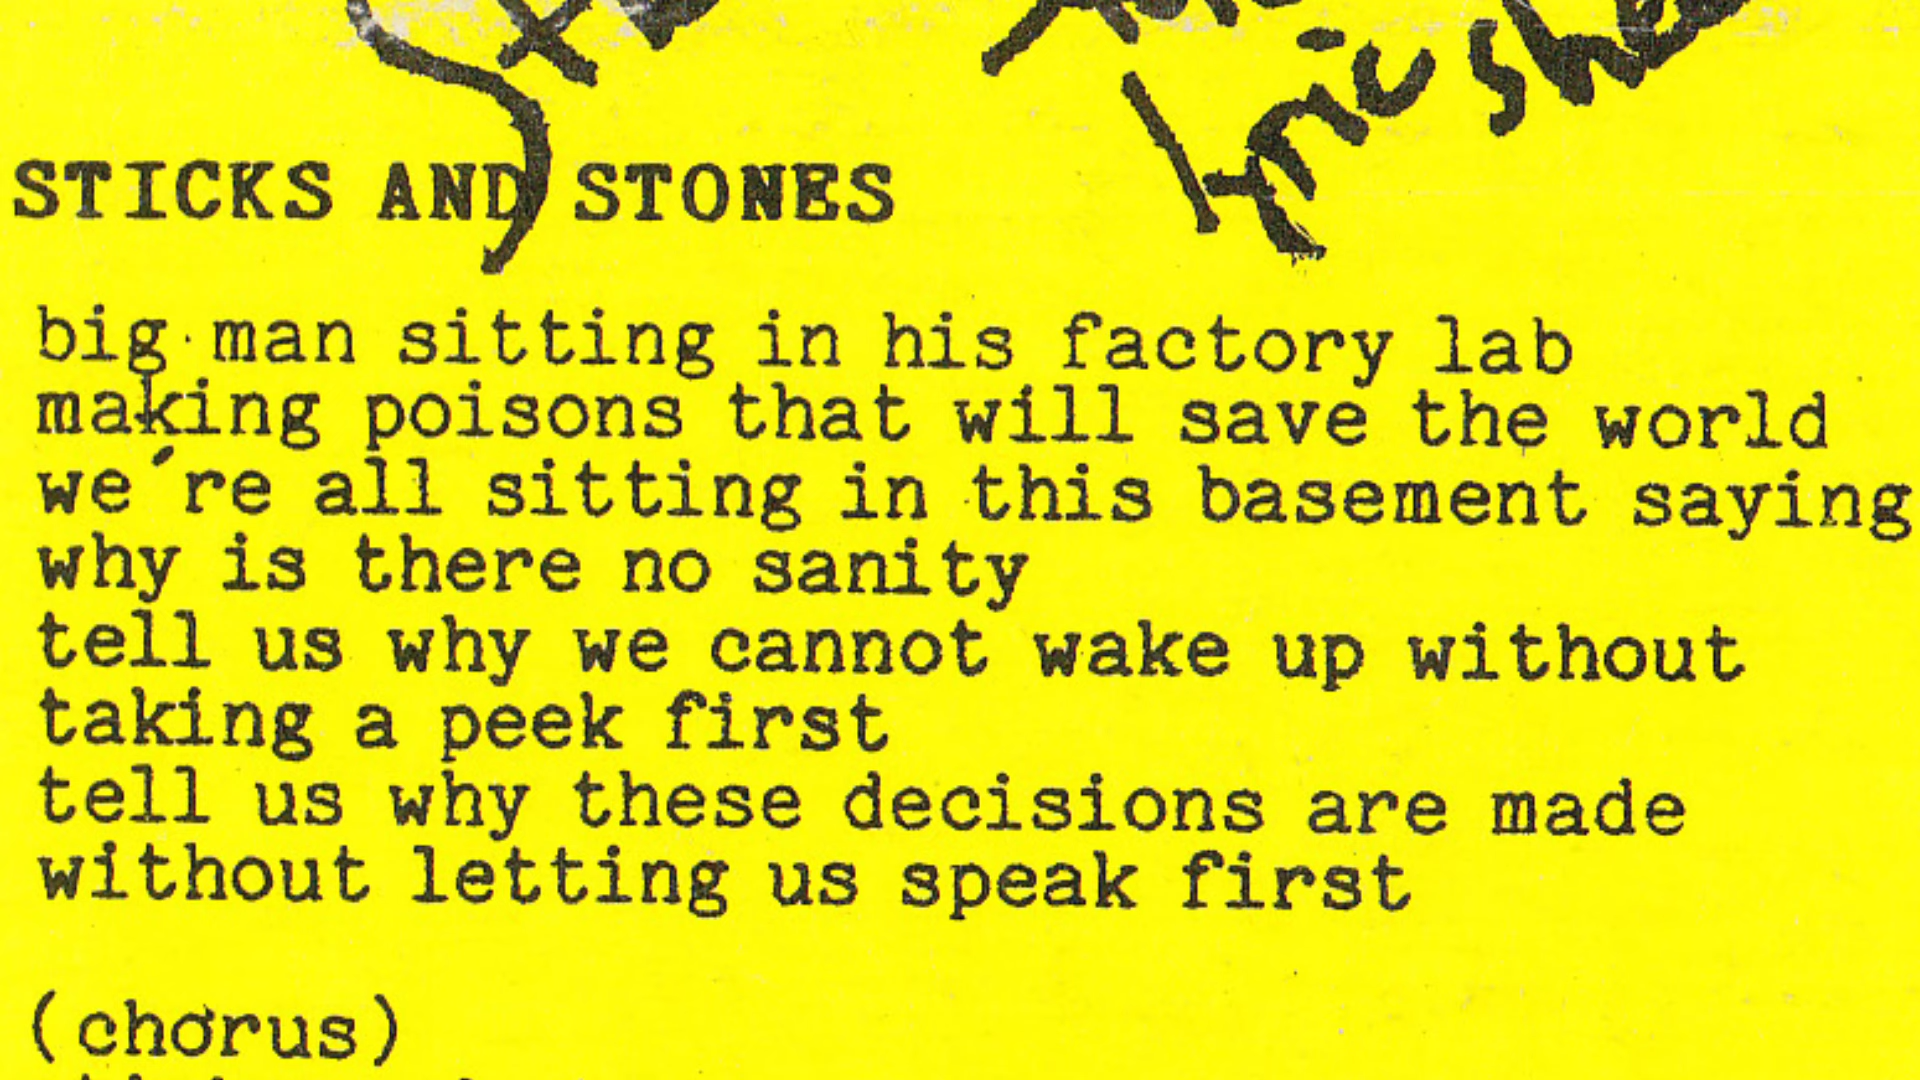 lyric
STICKS AND STONES
big man sitting in his factory lab
making poisons that will save the world
we're all sitting in this basement saying
why is there no sanity
tell us why we cannot wake up without
taking a peek first
tell us why these decisions are made
without letting us speak first
(chorus)